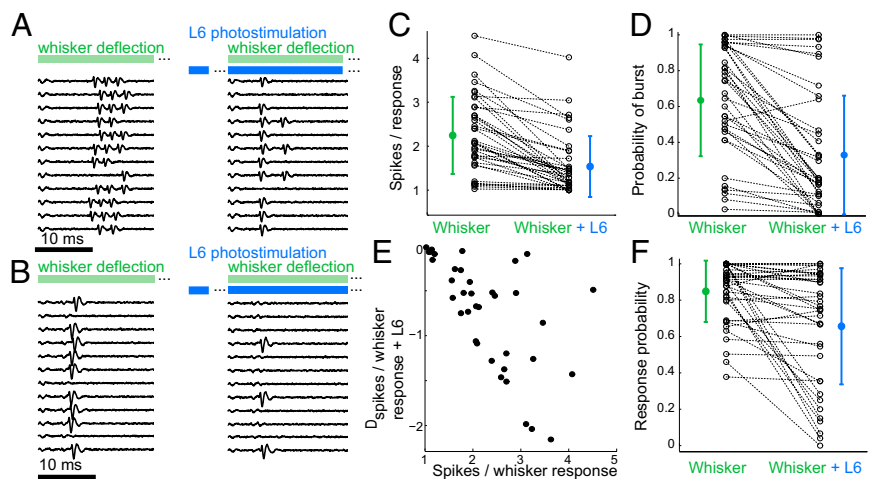 A
L6 photostimulation
whisker deflection ...
whisker deflection
... ...
10 ms
B
L6 photostimulation
whisker deflection ...
whisker deflection ...
... ...
10 ms
C
Spikes / response
4
3
2
1
Whisker
Whisker + L6
D
Probability of burst
1
0.8
0.6
0.4
0.2
0
Whisker
Whisker + L6
E
D spikes / whisker
response + L6
0
−1
−2
1 2 3 4 5
Spikes / whisker response
F
Response probability
1
0.8
0.6
0.4
0.2
0
Whisker
Whisker + L6